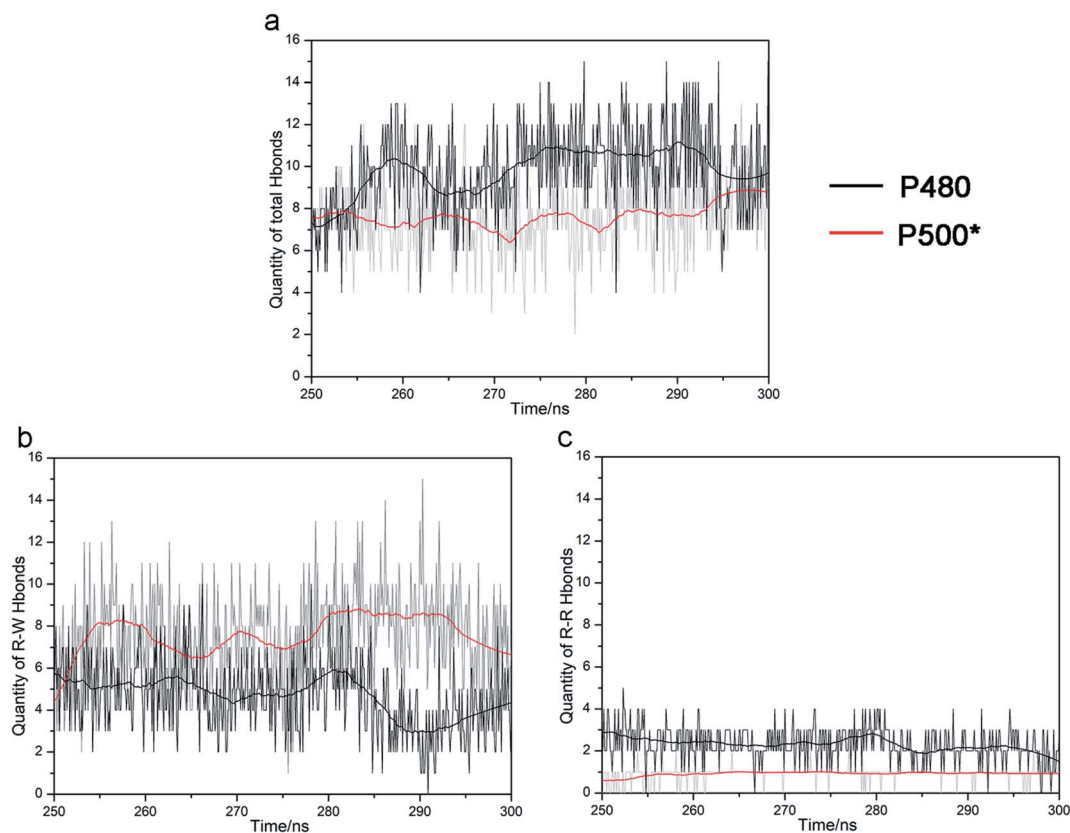 a
Quantity of total Hbonds
16
14
12
10
8
6
4
2
0
250 260 270 280 290 300
Time/ns
P480
P500*
b
Quantity of R-W Hbonds
16
14
12
10
8
6
4
2
0
250 260 270 280 290 300
Time/ns
c
Quantity of R-R Hbonds
16
14
12
10
8
6
4
2
0
250 260 270 280 290 300
Time/ns